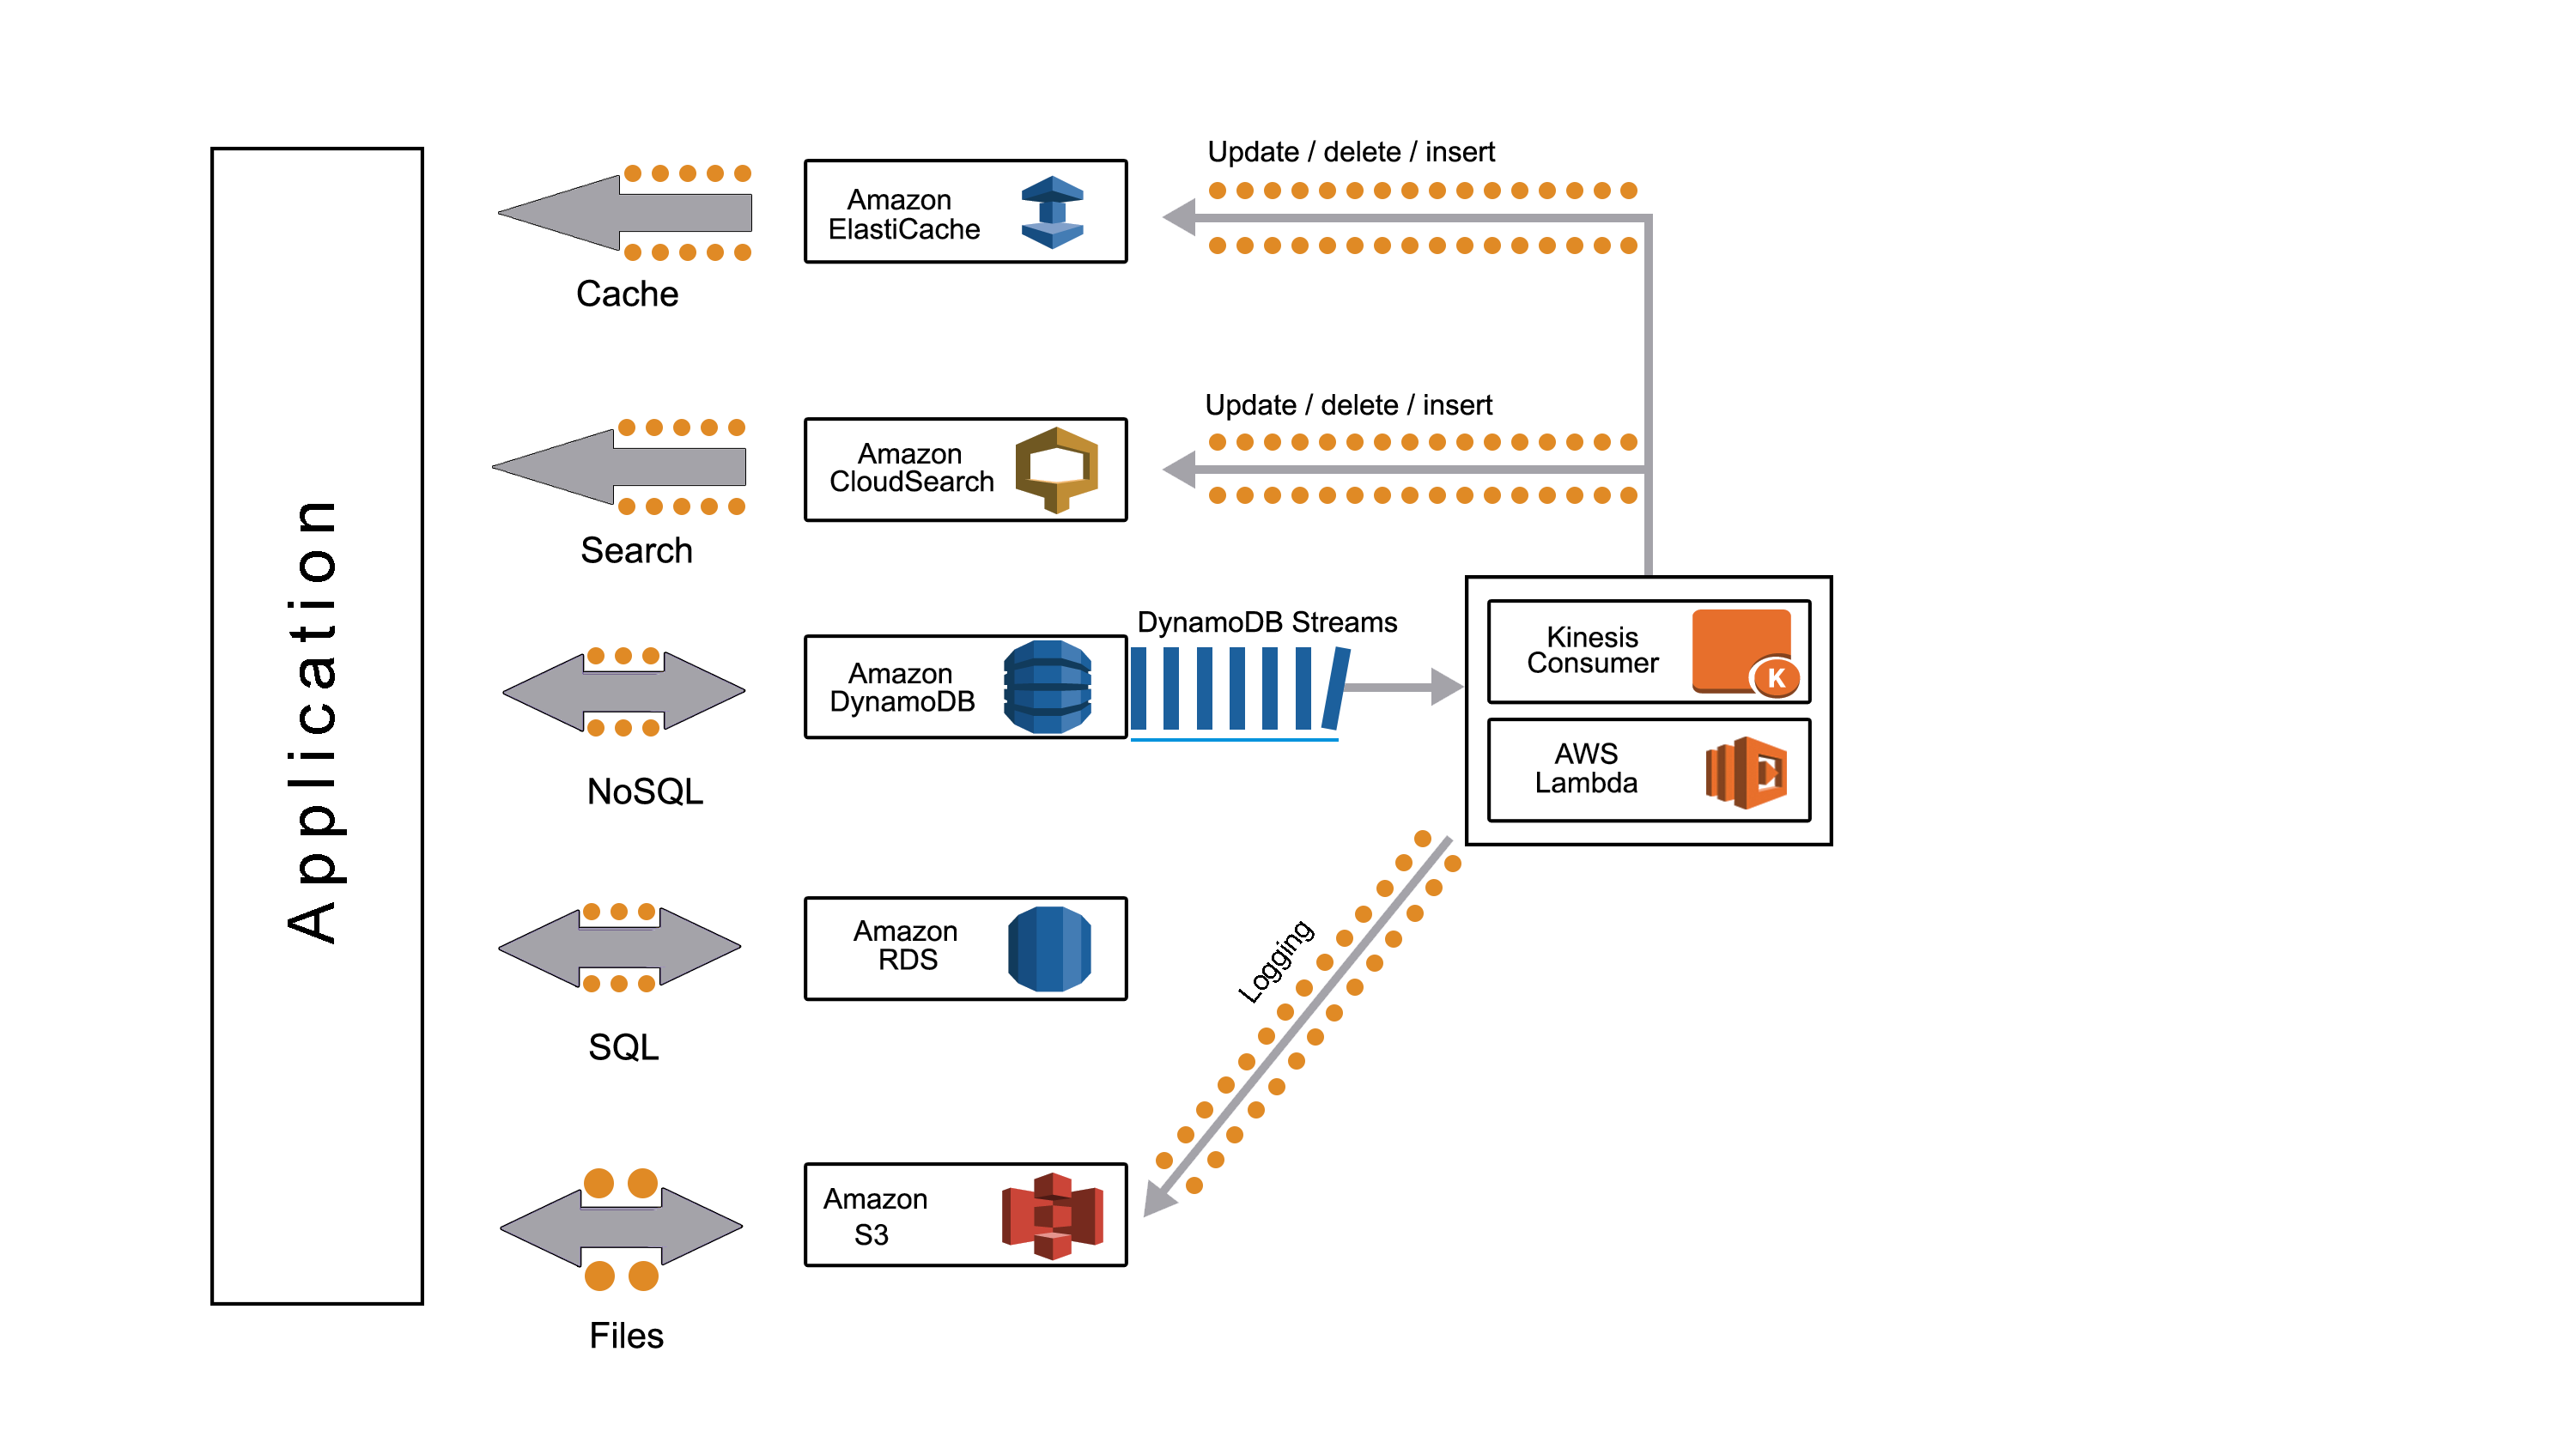 Application
Cache
Amazon
ElastiCache
Update / delete / insert
Search
Amazon
CloudSearch
Update / delete / insert
NoSQL
Amazon
DynamoDB
DynamoDB Streams
Kinesis
Consumer
K
AWS
Lambda
SQL
Amazon
RDS
Logging
Files
Amazon
S3